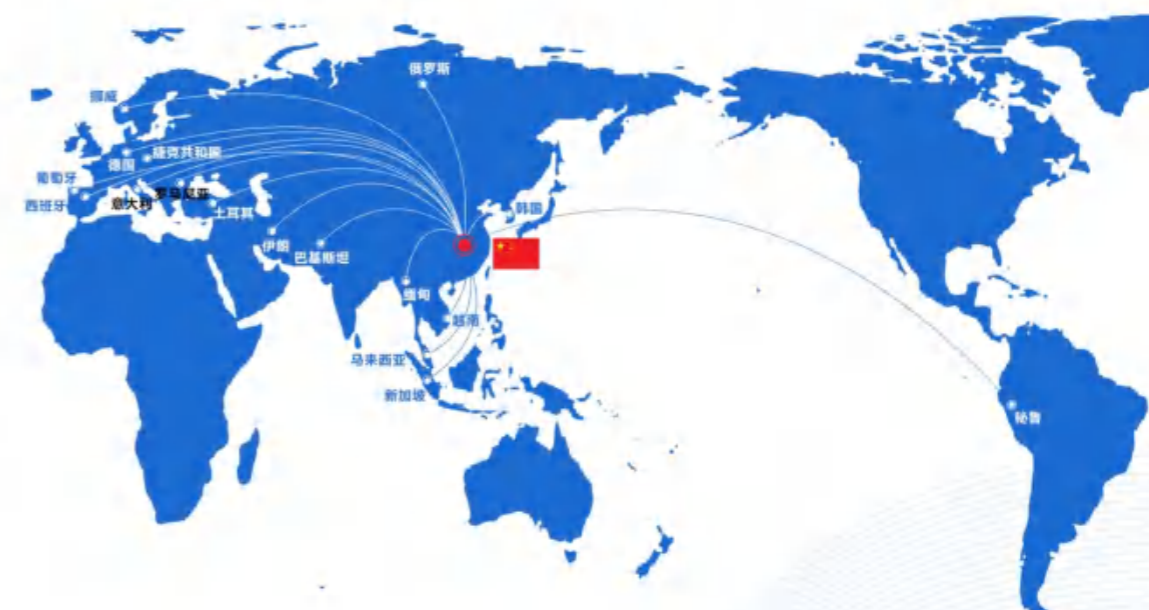 俄罗斯
挪威
德国
捷克共和国
葡萄牙
西班牙
意大利
罗马尼亚
土耳其
韩国
伊朗
巴基斯坦
缅甸
越南
马来西亚
新加坡
秘鲁